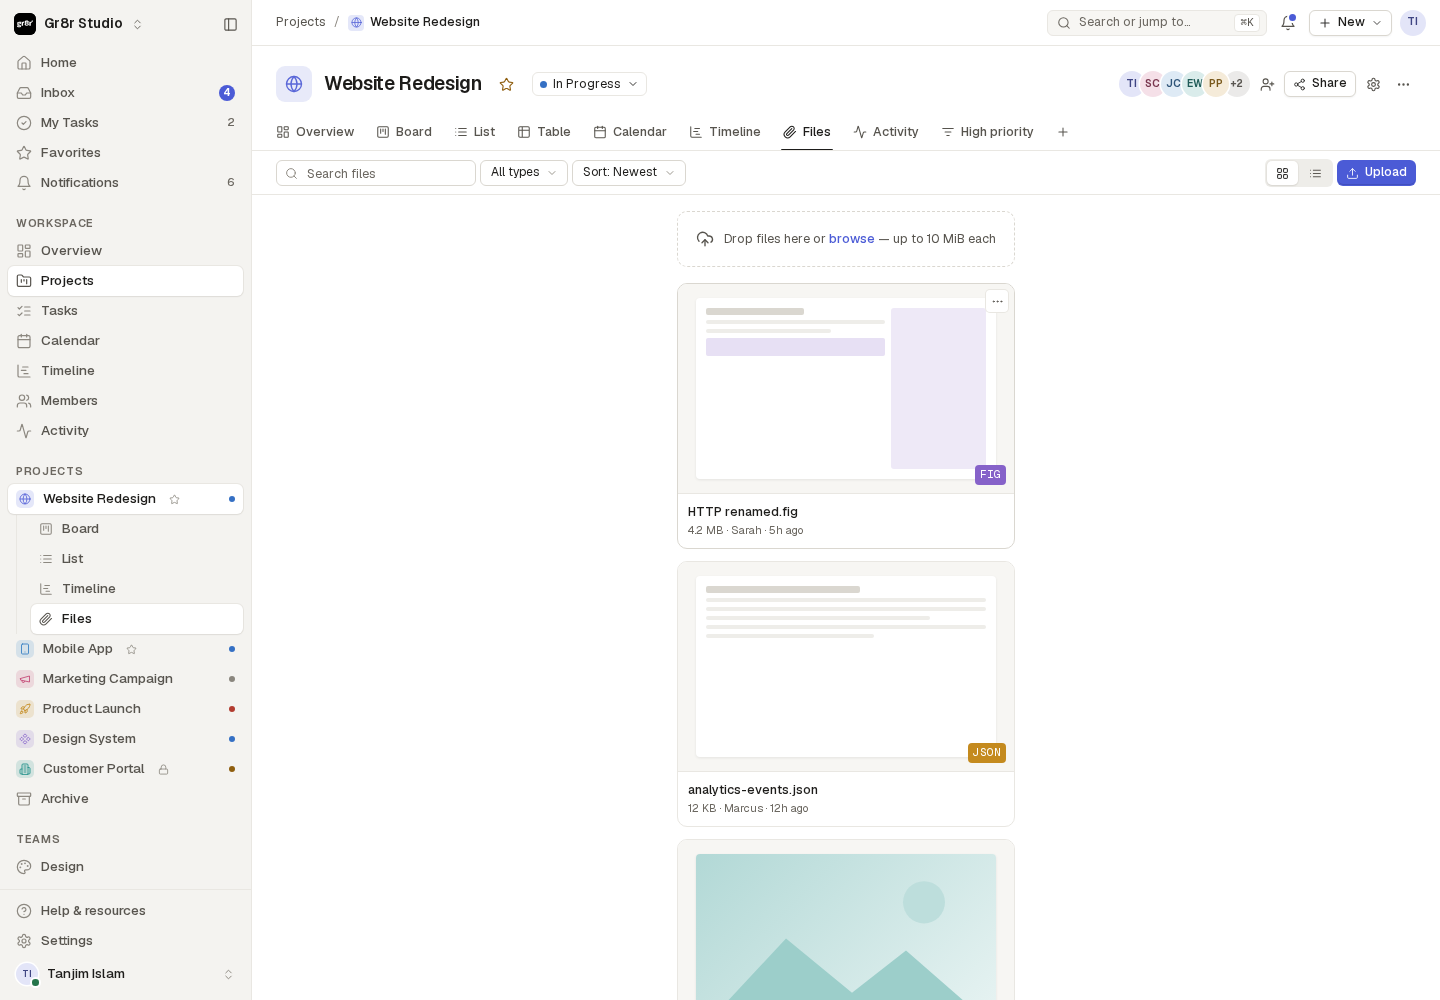 gr8r
Gr8r Studio
Home
Inbox 4
My Tasks 2
Favorites
Notifications 6
WORKSPACE
Overview
Projects
Tasks
Calendar
Timeline
Members
Activity
PROJECTS
Website Redesign
Board
List
Timeline
Files
Mobile App
Marketing Campaign
Product Launch
Design System
Customer Portal
Archive
TEAMS
Design
Help & resources
Settings
TI Tanjim Islam
Projects / Website Redesign
Search or jump to... ⌘K
New
TI
Website Redesign
In Progress
TI SC JC EW PP +2
Share
Overview Board List Table Calendar Timeline Files Activity High priority
Search files
All types
Sort: Newest
Upload
Drop files here or browse — up to 10 MiB each
FIG
HTTP renamed.fig
4.2 MB · Sarah · 5h ago
JSON
analytics-events.json
12 KB · Marcus · 12h ago